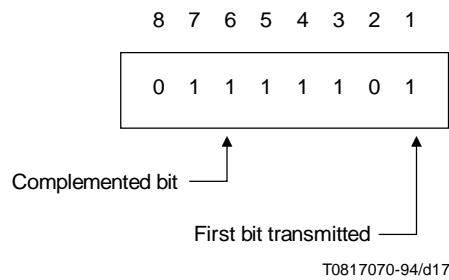 8 7 6 5 4 3 2 1
0 1 1 1 1 1 0 1
Complemented bit
First bit transmitted
T0817070-94/d17